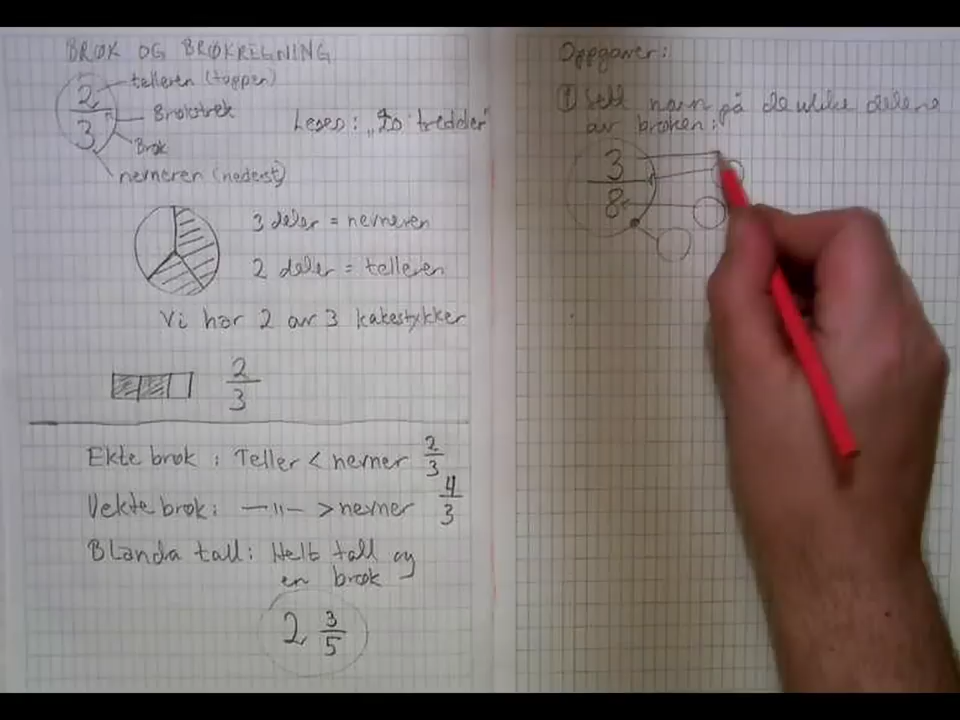 BRØK OG BRØKREGNING
2
3
telleren (toppen)
Brøkstrek
Brøk
nevneren (nederst)
Leses: „To tredder"
3 deler = nevneren
2 deler = telleren
Vi har 2 av 3 kakestykker
2
3
Ekte brøk : Teller < nevner 2/3
Uekte brøk : —〃— > nevner 4/3
Blanda tall : Helt tall og
en brøk
2 3/5
Oppgaver:
① Sett navn på de ulike delene
av brøken:
3
8